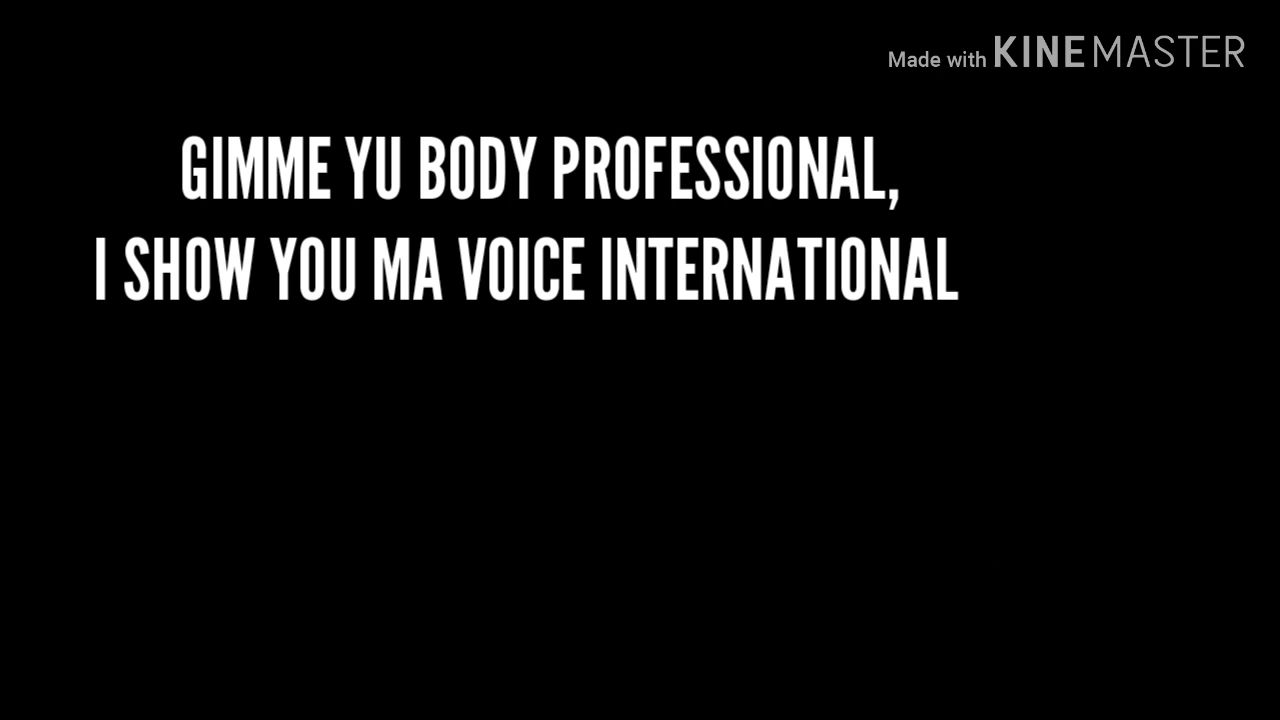 Made with KINEMASTER
GIMME YU BODY PROFESSIONAL,
I SHOW YOU MA VOICE INTERNATIONAL